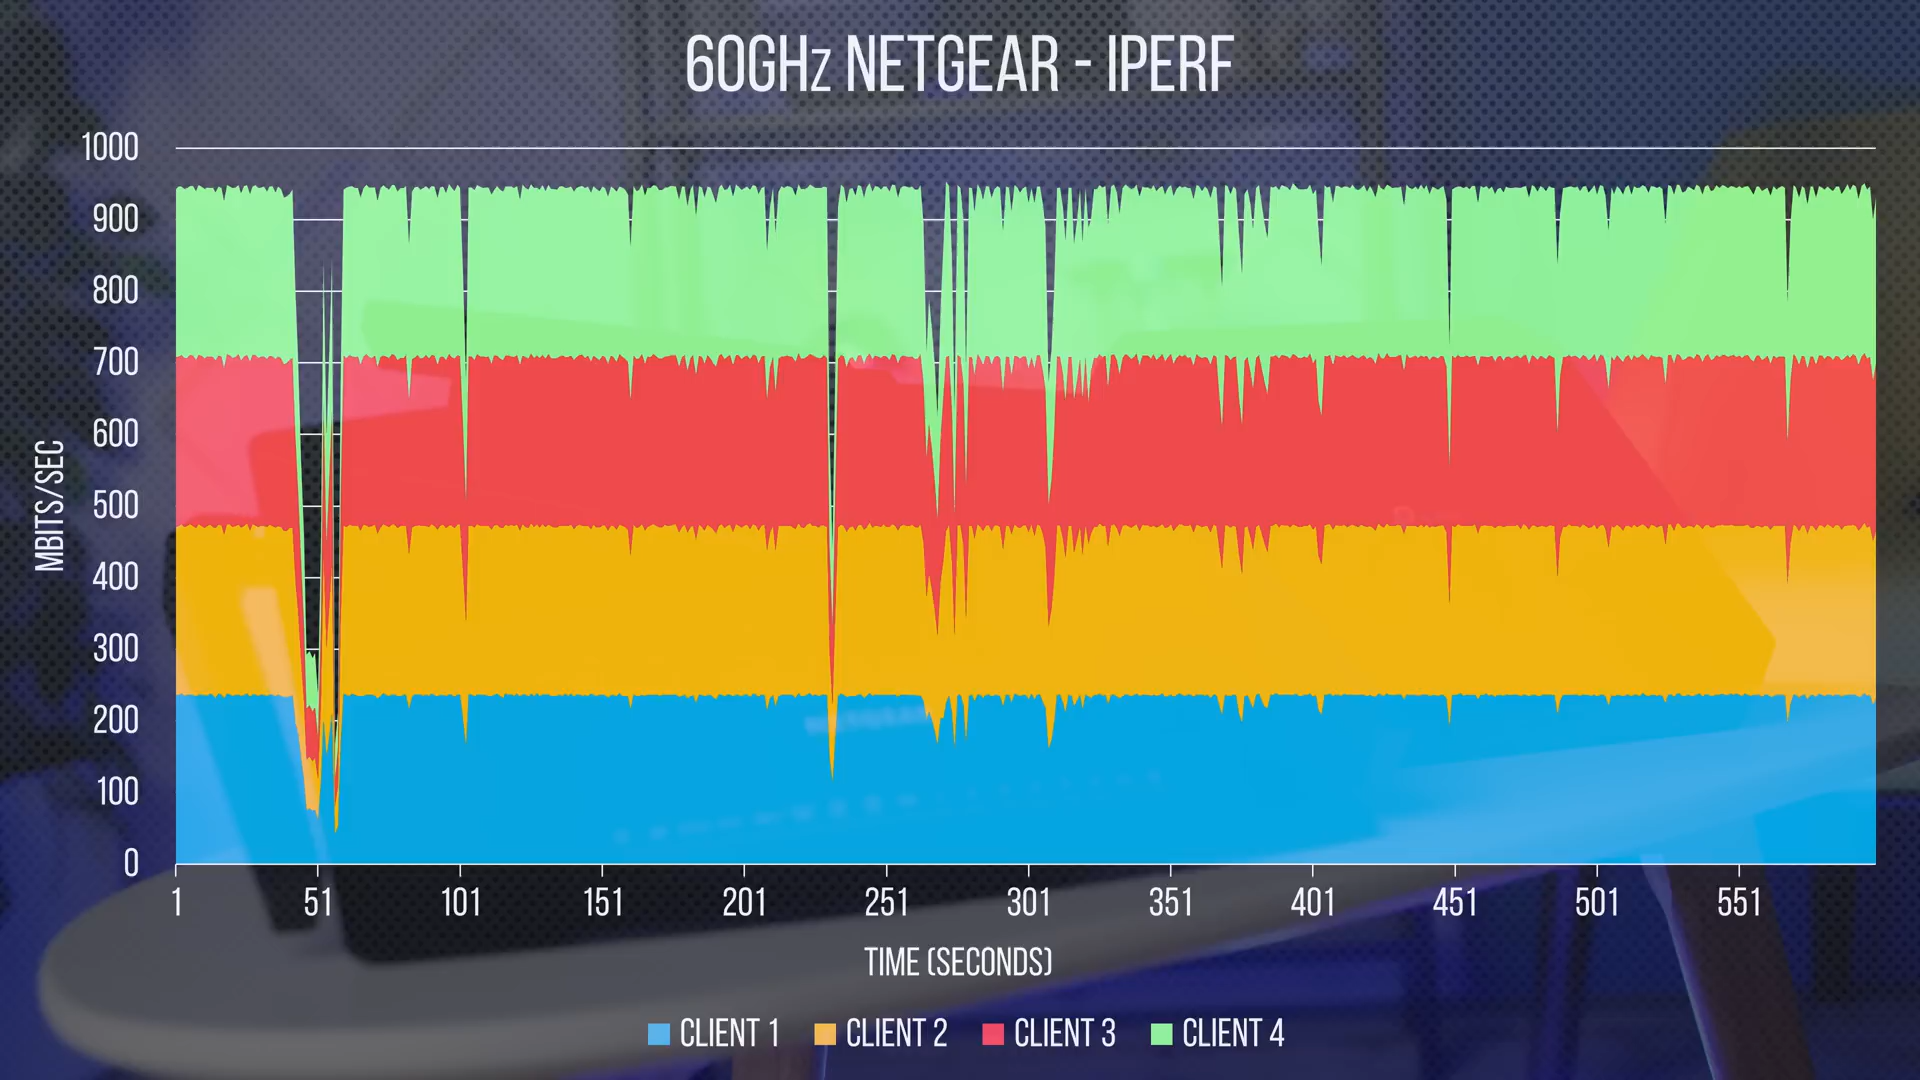 60GHz NETGEAR - IPERF
1000
900
800
700
600
500
400
300
200
100
0
MBITS/SEC
1 51 101 151 201 251 301 351 401 451 501 551
TIME (SECONDS)
CLIENT 1 CLIENT 2 CLIENT 3 CLIENT 4
NETGEAR